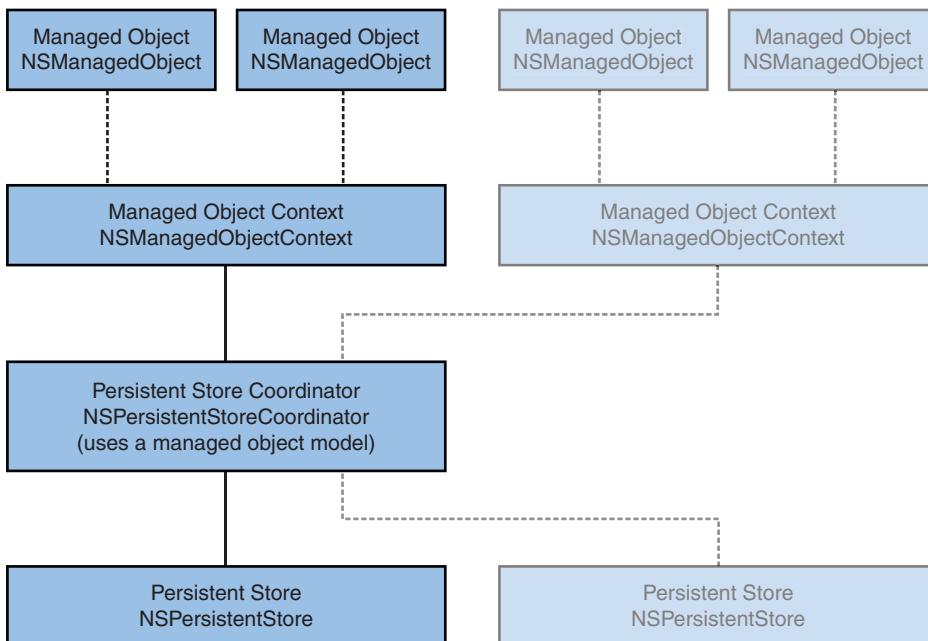 Managed Object
NSManagedObject
Managed Object
NSManagedObject
Managed Object
NSManagedObject
Managed Object
NSManagedObject
Managed Object Context
NSManagedObjectContext
Managed Object Context
NSManagedObjectContext
Persistent Store Coordinator
NSPersistentStoreCoordinator
(uses a managed object model)
Persistent Store
NSPersistentStore
Persistent Store
NSPersistentStore